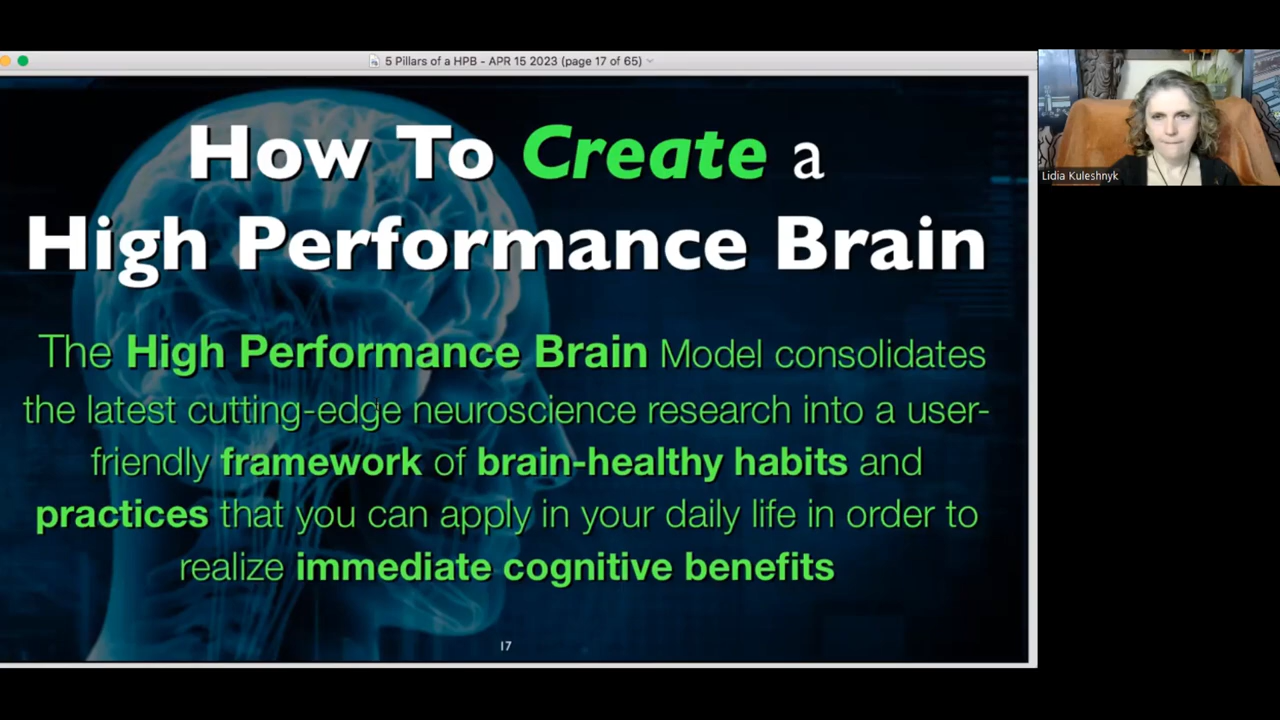 5 Pillars of a HPB - APR 15 2023 (page 17 of 65)
How To Create a
High Performance Brain
The High Performance Brain Model consolidates
the latest cutting-edge neuroscience research into a user-
friendly framework of brain-healthy habits and
practices that you can apply in your daily life in order to
realize immediate cognitive benefits
17
Lidia Kuleshnyk